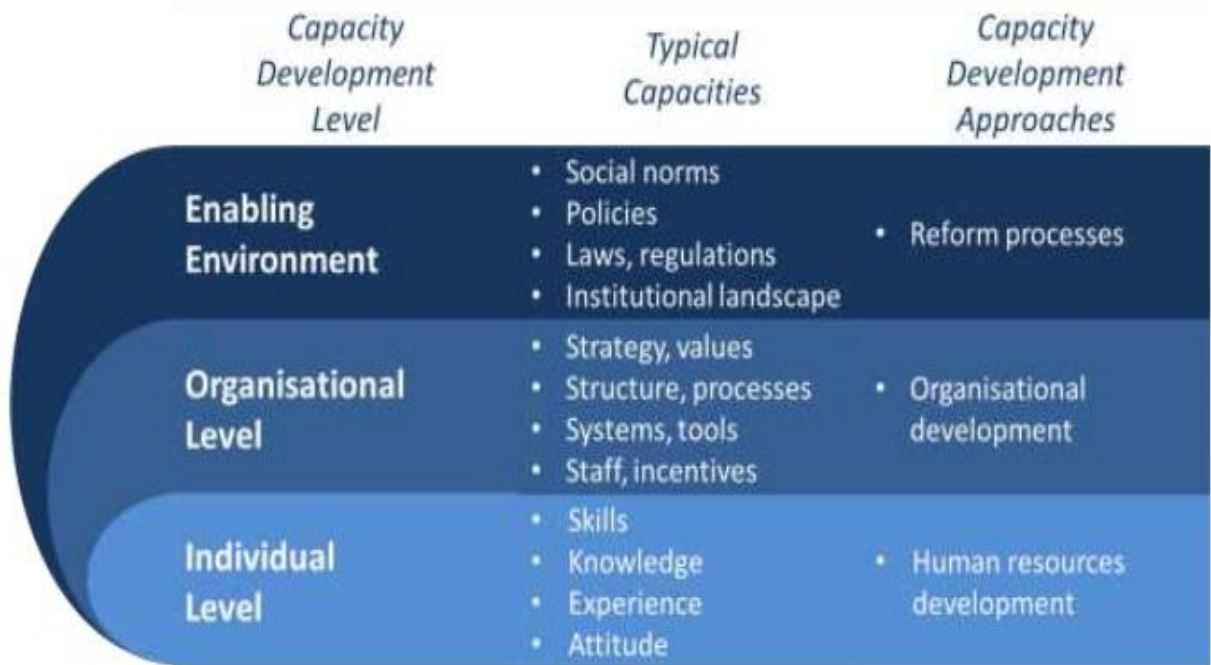 Capacity
Development
Level
Typical
Capacities
Capacity
Development
Approaches
Enabling
Environment
• Social norms
• Policies
• Laws, regulations
• Institutional landscape
• Reform processes
Organisational
Level
• Strategy, values
• Structure, processes
• Systems, tools
• Staff, incentives
• Organisational
development
Individual
Level
• Skills
• Knowledge
• Experience
• Attitude
• Human resources
development